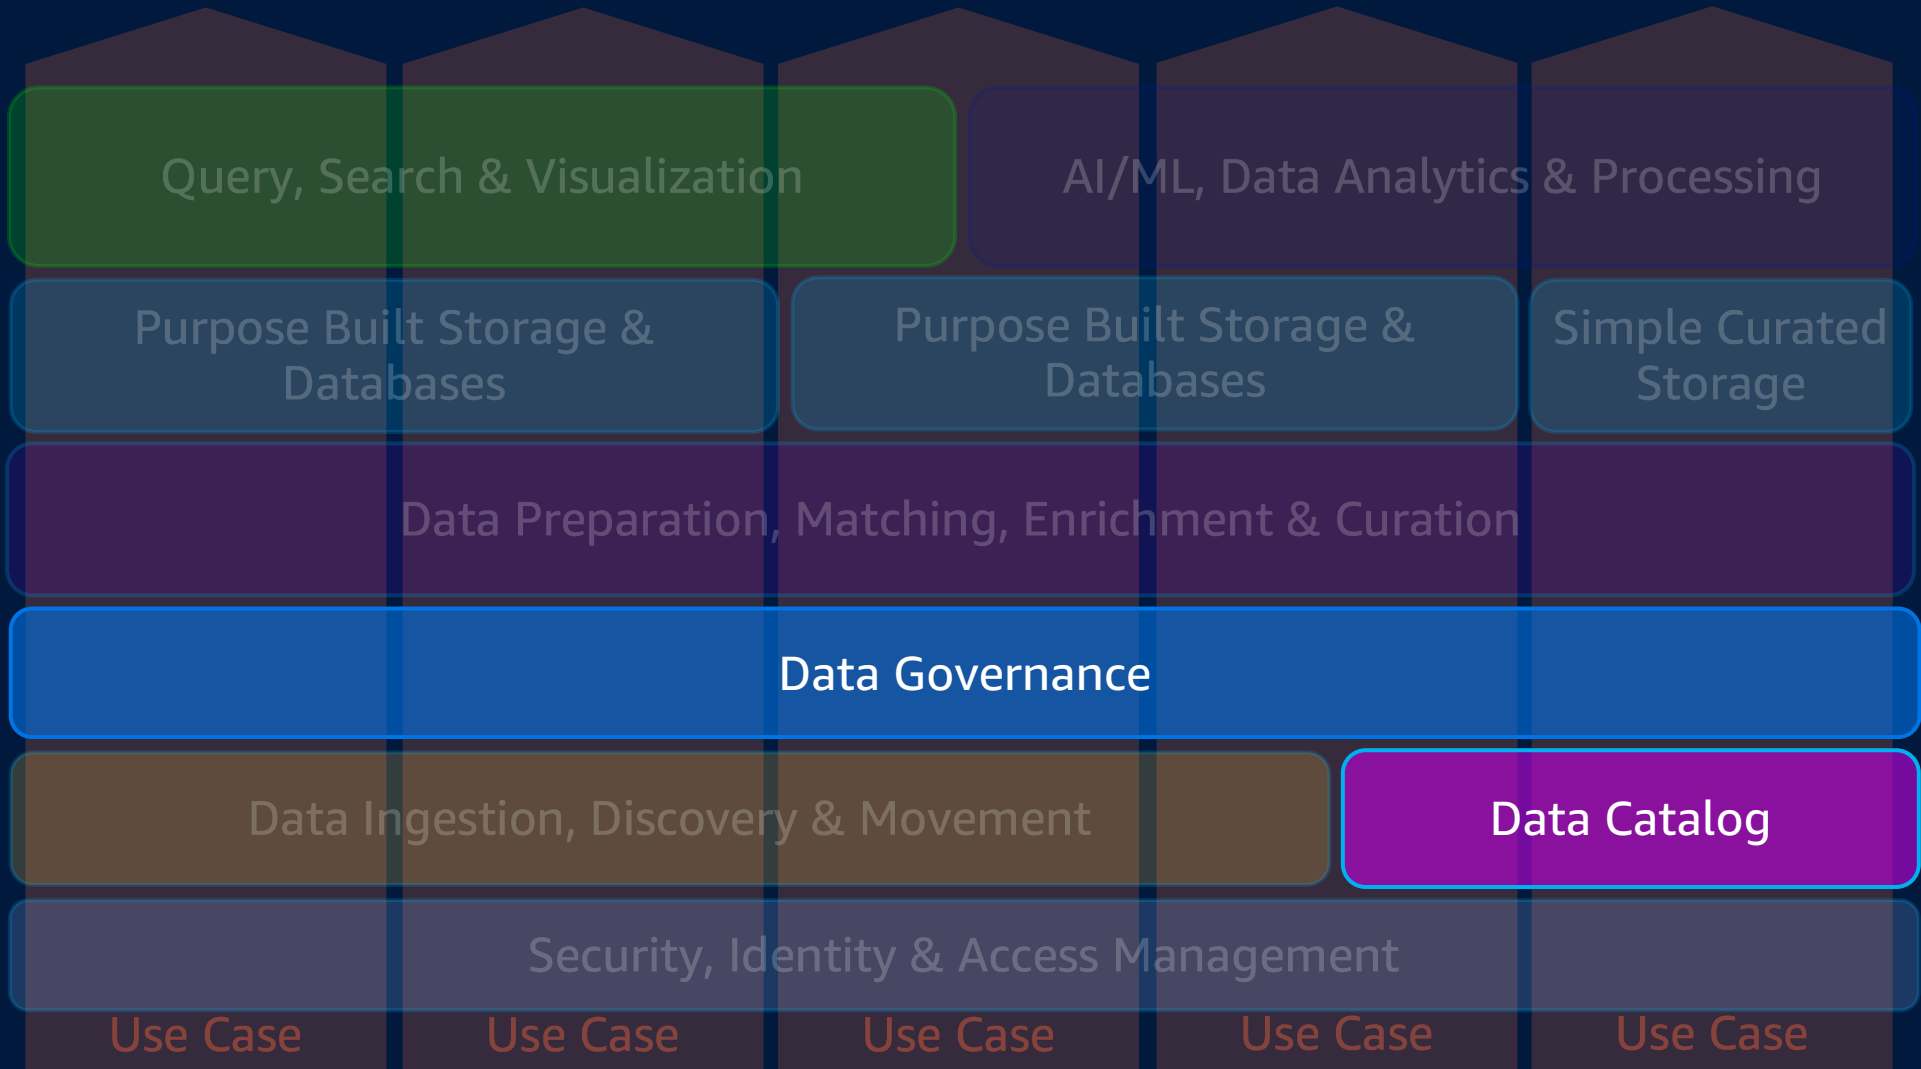 Query, Search & Visualization
AI/ML, Data Analytics & Processing
Purpose Built Storage &
Databases
Purpose Built Storage &
Databases
Simple Curated
Storage
Data Preparation, Matching, Enrichment & Curation
Data Governance
Data Ingestion, Discovery & Movement
Data Catalog
Security, Identity & Access Management
Use Case
Use Case
Use Case
Use Case
Use Case